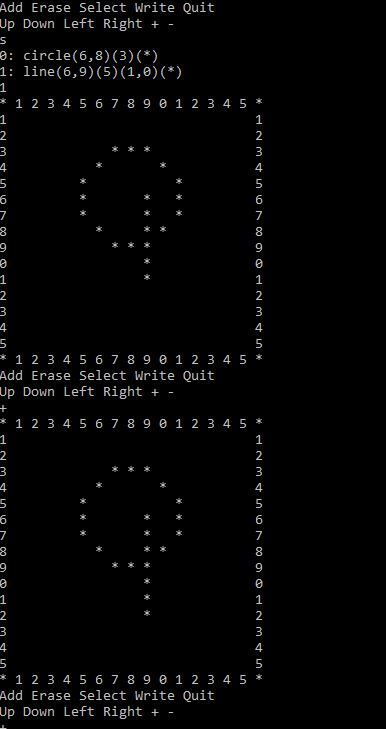 Add Erase Select Write Quit
Up Down Left Right + -
s
0: circle(6,8)(3)(*)
1: line(6,9)(5)(1,0)(*)
1
* 1 2 3 4 5 6 7 8 9 0 1 2 3 4 5 *
1                               1
2                               2
3             * * *             3
4           *       *           4
5         *           *         5
6         *       *   *         6
7         *       *   *         7
8           *     * *           8
9             * * *             9
0                 *             0
1                 *             1
2                               2
3                               3
4                               4
5                               5
* 1 2 3 4 5 6 7 8 9 0 1 2 3 4 5 *
Add Erase Select Write Quit
Up Down Left Right + -
+
* 1 2 3 4 5 6 7 8 9 0 1 2 3 4 5 *
1                               1
2                               2
3             * * *             3
4           *       *           4
5         *           *         5
6         *       *   *         6
7         *       *   *         7
8           *     * *           8
9             * * *             9
0                 *             0
1                 *             1
2                 *             2
3                               3
4                               4
5                               5
* 1 2 3 4 5 6 7 8 9 0 1 2 3 4 5 *
Add Erase Select Write Quit
Up Down Left Right + -
+